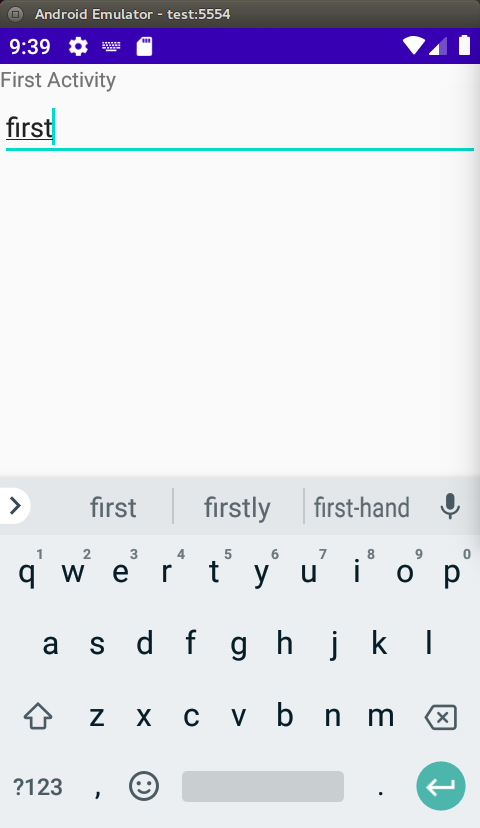 Android Emulator - test:5554
9:39
First Activity
first
first firstly first-hand
1 2 3 4 5 6 7 8 9 0
q w e r t y u i o p
a s d f g h j k l
z x c v b n m
?123 , .